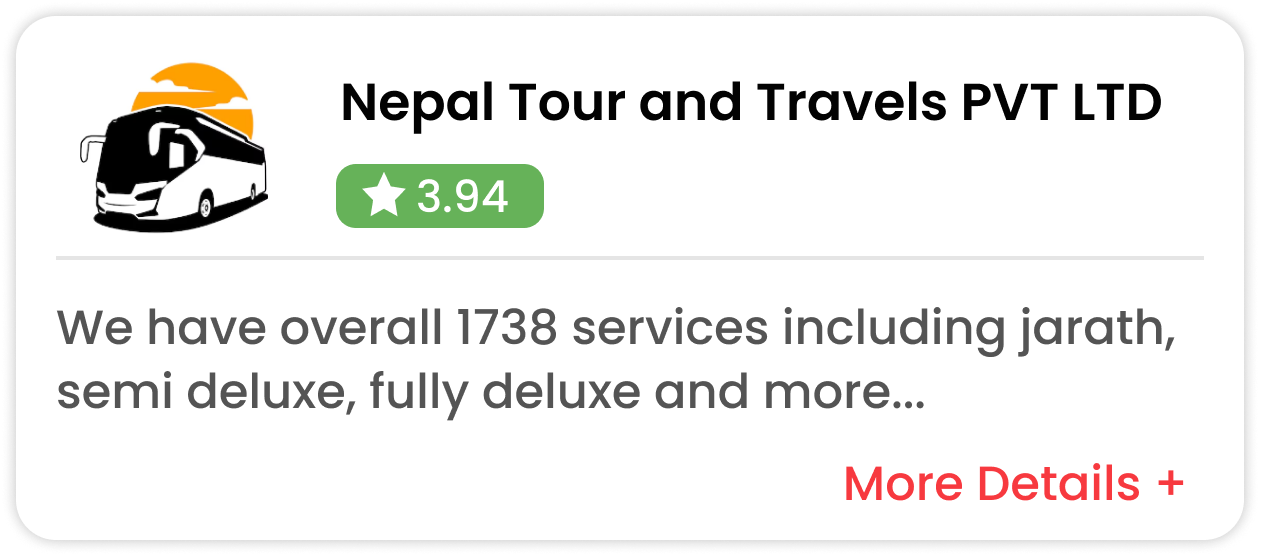 Nepal Tour and Travels PVT LTD
3.94
We have overall 1738 services including jarath,
semi deluxe, fully deluxe and more...
More Details +